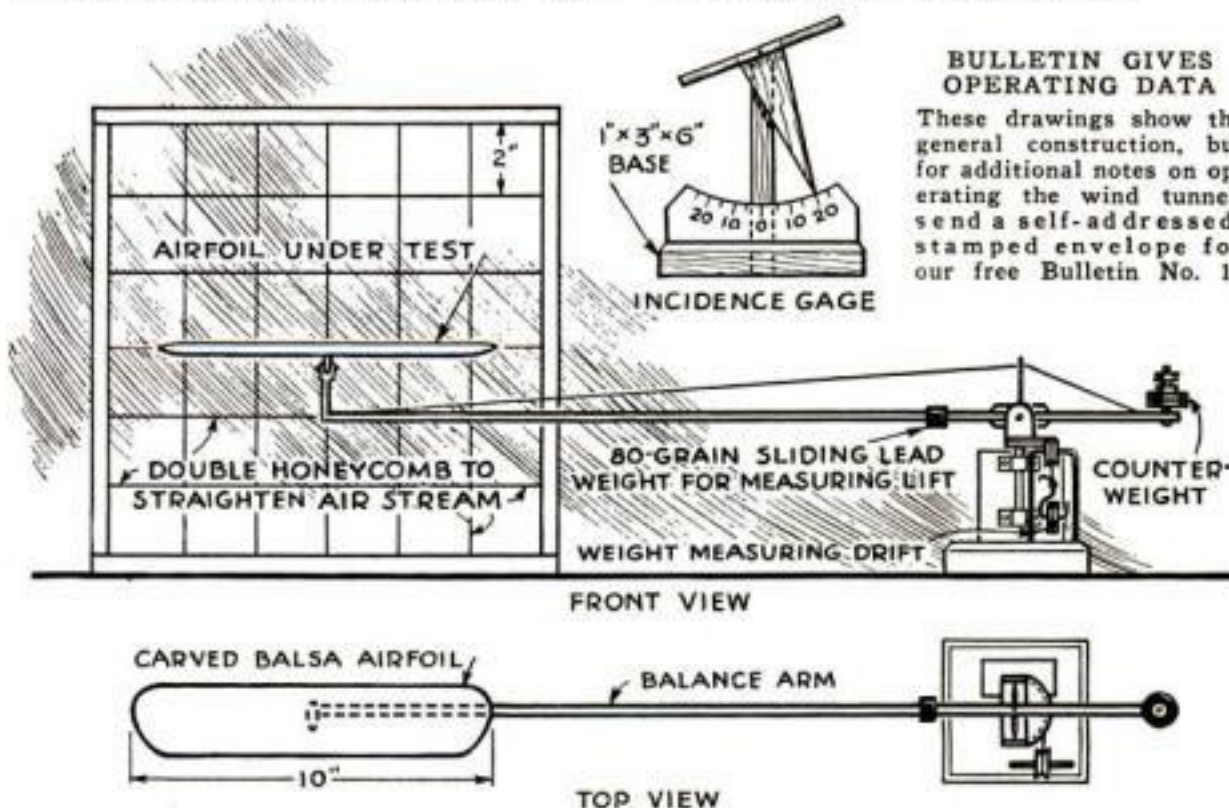 BULLETIN GIVES
OPERATING DATA
These drawings show th
general construction, bu
for additional notes on op
erating the wind tunne
send a self-addressed
stamped envelope fo
our free Bulletin No. 1
1"×3"×6"
BASE
20 10 0 10 20
INCIDENCE GAGE
2"
AIRFOIL UNDER TEST
DOUBLE HONEYCOMB TO
STRAIGHTEN AIR STREAM
80-GRAIN SLIDING LEAD
WEIGHT FOR MEASURING LIFT
COUNTER-
WEIGHT
WEIGHT MEASURING DRIFT
FRONT VIEW
CARVED BALSA AIRFOIL
BALANCE ARM
10"
TOP VIEW